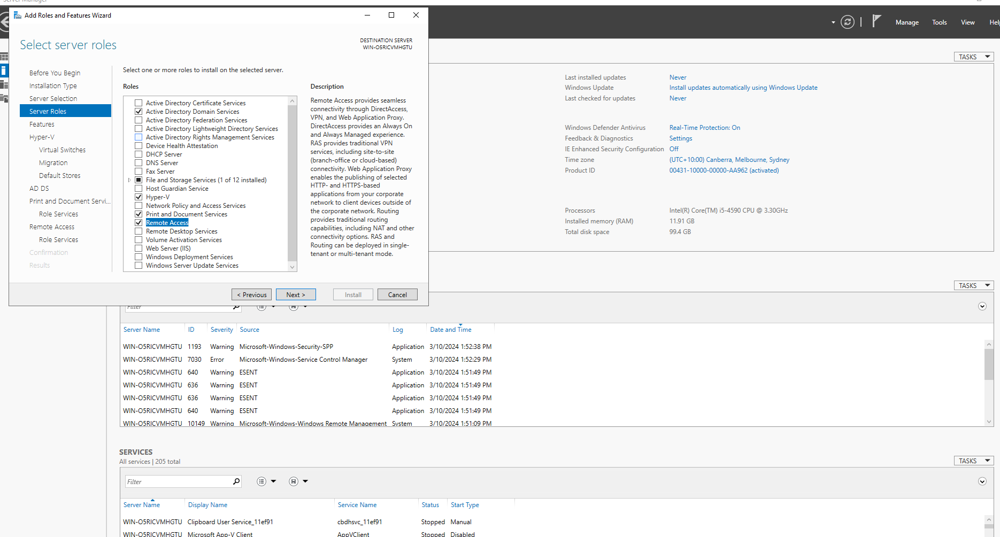 Server Manager
Add Roles and Features Wizard
Manage
Tools
View
Help
Select server roles
DESTINATION SERVER
WIN-O5RICVMHGTU
Before You Begin
Installation Type
Server Selection
Server Roles
Features
Hyper-V
Virtual Switches
Migration
Default Stores
AD DS
Print and Document Servi...
Role Services
Remote Access
Role Services
Confirmation
Results
Select one or more roles to install on the selected server.
Roles
Active Directory Certificate Services
Active Directory Domain Services
Active Directory Federation Services
Active Directory Lightweight Directory Services
Active Directory Rights Management Services
Device Health Attestation
DHCP Server
DNS Server
Fax Server
File and Storage Services (1 of 12 installed)
Host Guardian Service
Hyper-V
Network Policy and Access Services
Print and Document Services
Remote Access
Remote Desktop Services
Volume Activation Services
Web Server (IIS)
Windows Deployment Services
Windows Server Update Services
Description
Remote Access provides seamless
connectivity through DirectAccess,
VPN, and Web Application Proxy.
DirectAccess provides an Always On
and Always Managed experience.
RAS provides traditional VPN
services, including site-to-site
(branch-office or cloud-based)
connectivity. Web Application Proxy
enables the publishing of selected
HTTP- and HTTPS-based
applications from your corporate
network to client devices outside of
the corporate network. Routing
provides traditional routing
capabilities, including NAT and other
connectivity options. RAS and
Routing can be deployed in single-
tenant or multi-tenant mode.
< Previous
Next >
Install
Cancel
TASKS
Last installed updates Never
Windows Update Install updates automatically using Windows Update
Last checked for updates Never
Windows Defender Antivirus Real-Time Protection: On
Feedback & Diagnostics Settings
IE Enhanced Security Configuration Off
Time zone (UTC+10:00) Canberra, Melbourne, Sydney
Product ID 00431-10000-00000-AA962 (activated)
Processors Intel(R) Core(TM) i5-4590 CPU @ 3.30GHz
Installed memory (RAM) 11.91 GB
Total disk space 99.4 GB
TASKS
Filter
Server Name ID Severity Source Log Date and Time
WIN-O5RICVMHGTU 1193 Warning Microsoft-Windows-Security-SPP Application 3/10/2024 1:52:38 PM
WIN-O5RICVMHGTU 7030 Error Microsoft-Windows-Service Control Manager System 3/10/2024 1:52:29 PM
WIN-O5RICVMHGTU 640 Warning ESENT Application 3/10/2024 1:51:49 PM
WIN-O5RICVMHGTU 636 Warning ESENT Application 3/10/2024 1:51:49 PM
WIN-O5RICVMHGTU 636 Warning ESENT Application 3/10/2024 1:51:49 PM
WIN-O5RICVMHGTU 640 Warning ESENT Application 3/10/2024 1:51:49 PM
WIN-O5RICVMHGTU 10149 Warning Microsoft-Windows-Windows Remote Management System 3/10/2024 1:51:09 PM
SERVICES
All services | 205 total
TASKS
Filter
Server Name Display Name Service Name Status Start Type
WIN-O5RICVMHGTU Clipboard User Service_11ef91 cbdhsvc_11ef91 Stopped Manual
WIN-O5RICVMHGTU Microsoft App-V Client AppVClient Stopped Disabled